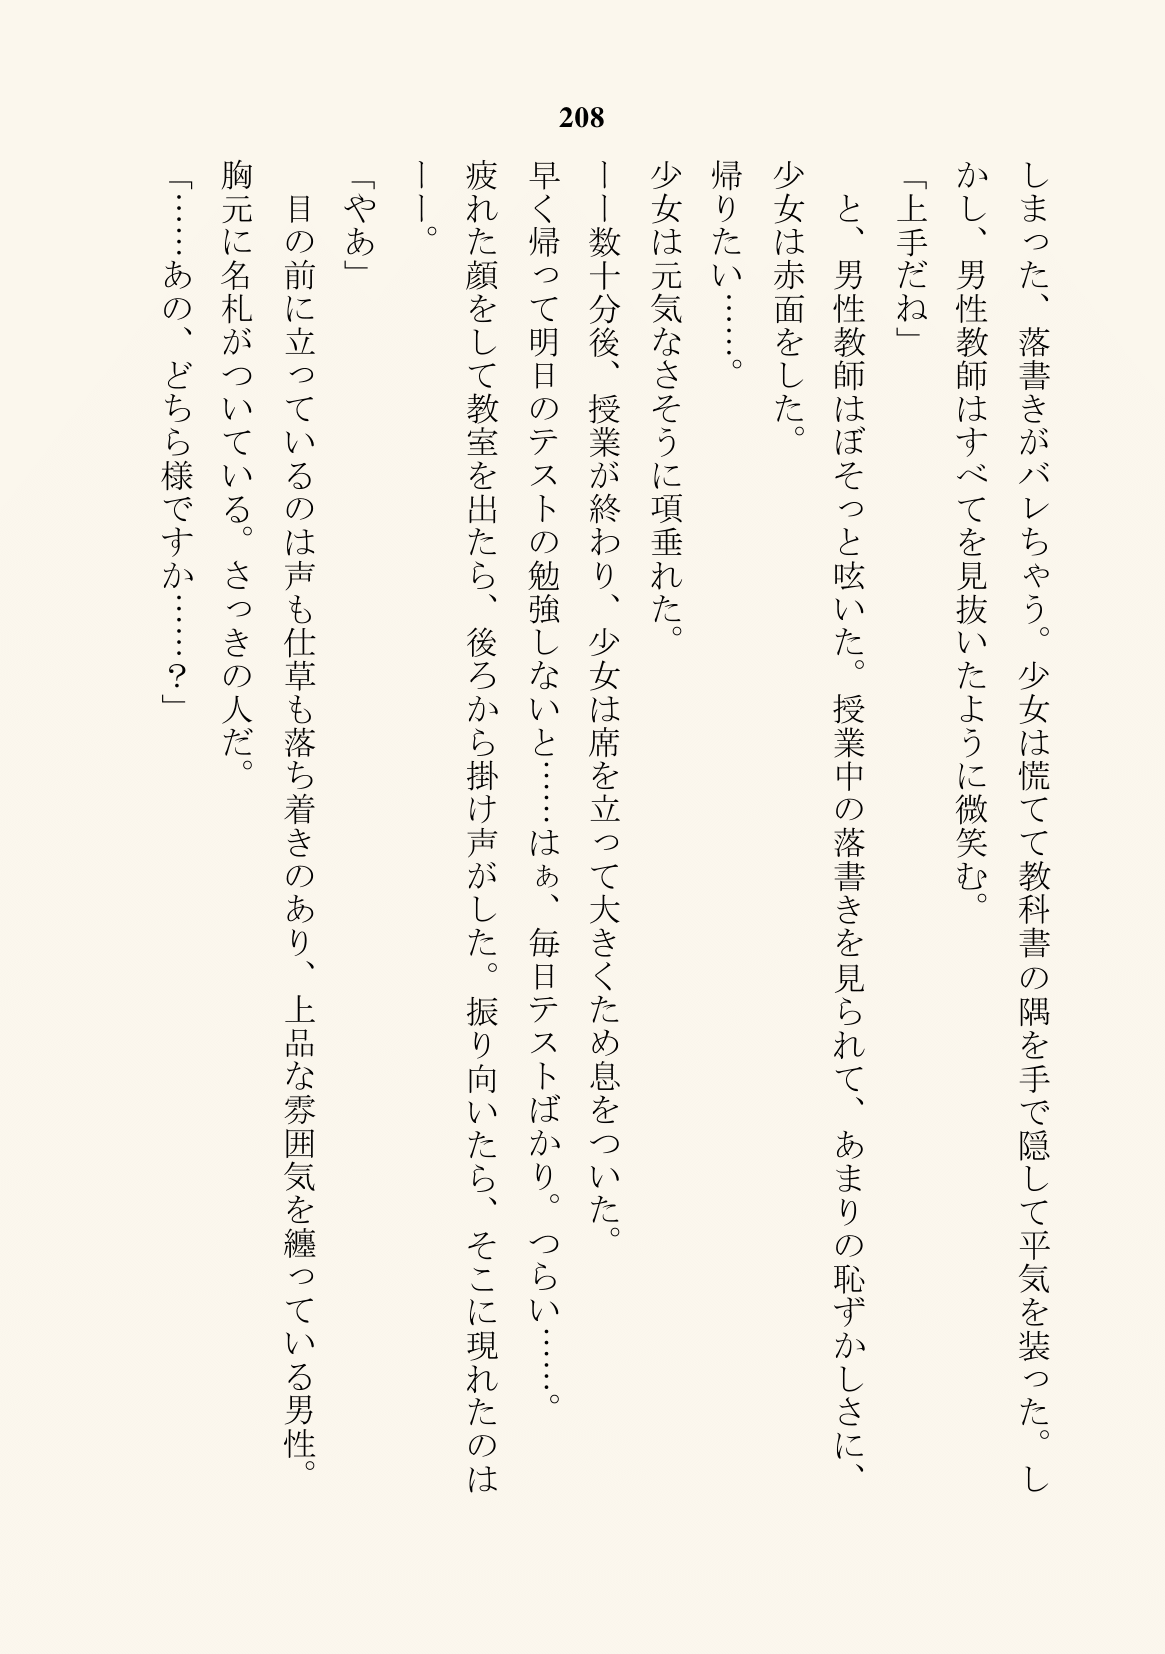 208
しまった、落書きがバレちゃう。少女は慌てて教科書の隅を手で隠して平気を装った。し
かし、男性教師はすべてを見抜いたように微笑む。
「上手だね」
　と、男性教師はぼそっと呟いた。授業中の落書きを見られて、あまりの恥ずかしさに、
少女は赤面をした。
帰りたい……。
少女は元気なさそうに項垂れた。
ーー数十分後、授業が終わり、少女は席を立って大きくため息をついた。
早く帰って明日のテストの勉強しないと……はぁ、毎日テストばかり。つらい……。
疲れた顔をして教室を出たら、後ろから掛け声がした。振り向いたら、そこに現れたのは
ーー。
「やあ」
　目の前に立っているのは声も仕草も落ち着きのあり、上品な雰囲気を纏っている男性。
胸元に名札がついている。さっきの人だ。
「……あの、どちら様ですか……？」